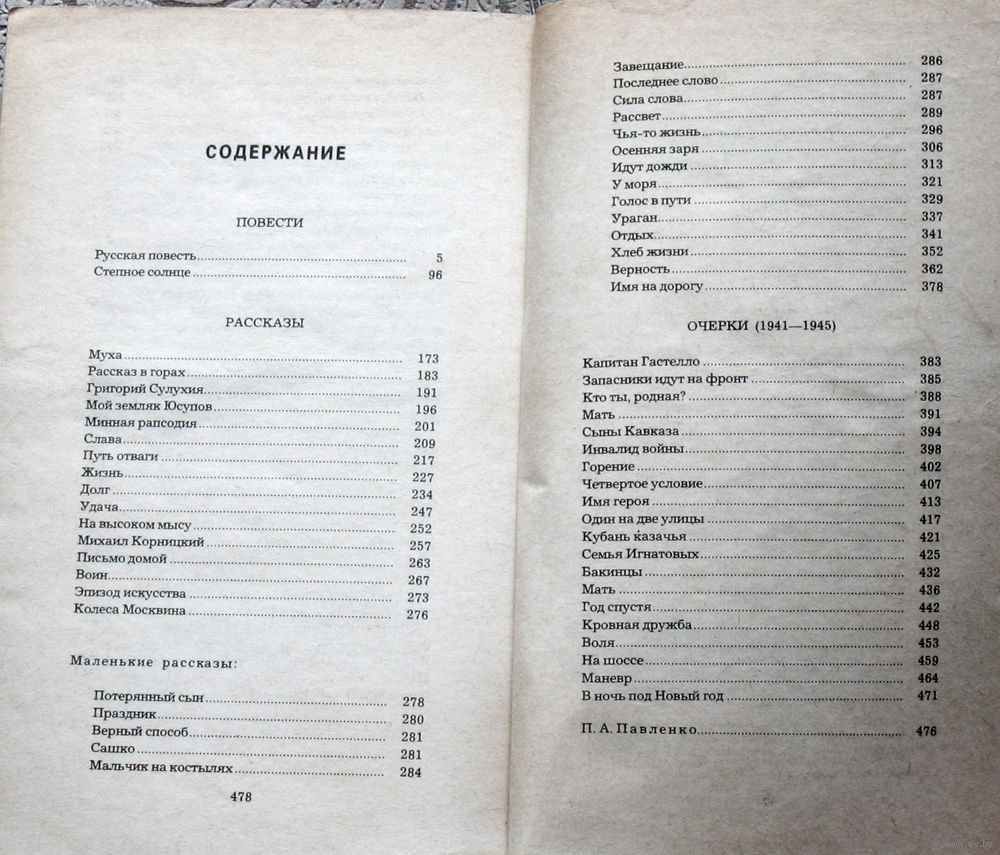 СОДЕРЖАНИЕ
ПОВЕСТИ
Русская повесть 5
Степное солнце 96
РАССКАЗЫ
Муха 173
Рассказ в горах 183
Григорий Сулухия 191
Мой земляк Юсупов 196
Минная рапсодия 201
Слава 209
Путь отваги 217
Жизнь 227
Долг 234
Удача 247
На высоком мысу 252
Михаил Корницкий 257
Письмо домой 263
Воин 267
Эпизод искусства 273
Колеса Москвина 276
Маленькие рассказы:
Потерянный сын 278
Праздник 280
Верный способ 281
Сашко 281
Мальчик на костылях 284
478
Завещание 286
Последнее слово 287
Сила слова 287
Рассвет 289
Чья-то жизнь 296
Осенняя заря 306
Идут дожди 313
У моря 321
Голос в пути 329
Ураган 337
Отдых 341
Хлеб жизни 352
Верность 362
Имя на дорогу 378
ОЧЕРКИ (1941—1945)
Капитан Гастелло 383
Запасники идут на фронт 385
Кто ты, родная? 388
Мать 391
Сыны Кавказа 394
Инвалид войны 398
Горение 402
Четвертое условие 407
Имя героя 413
Один на две улицы 417
Кубань казачья 421
Семья Игнатовых 425
Бакинцы 432
Мать 436
Год спустя 442
Кровная дружба 448
Воля 453
На шоссе 459
Маневр 464
В ночь под Новый год 471
П. А. Павленко 476
www.ay.by